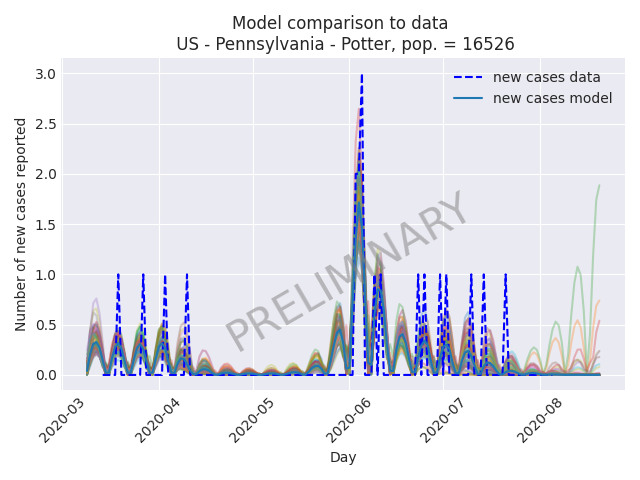 Model comparison to data
US - Pennsylvania - Potter, pop. = 16526
new cases data
new cases model
Number of new cases reported
3.0
2.5
2.0
1.5
1.0
0.5
0.0
PRELIMINARY
2020-03
2020-04
2020-05
2020-06
2020-07
2020-08
Day